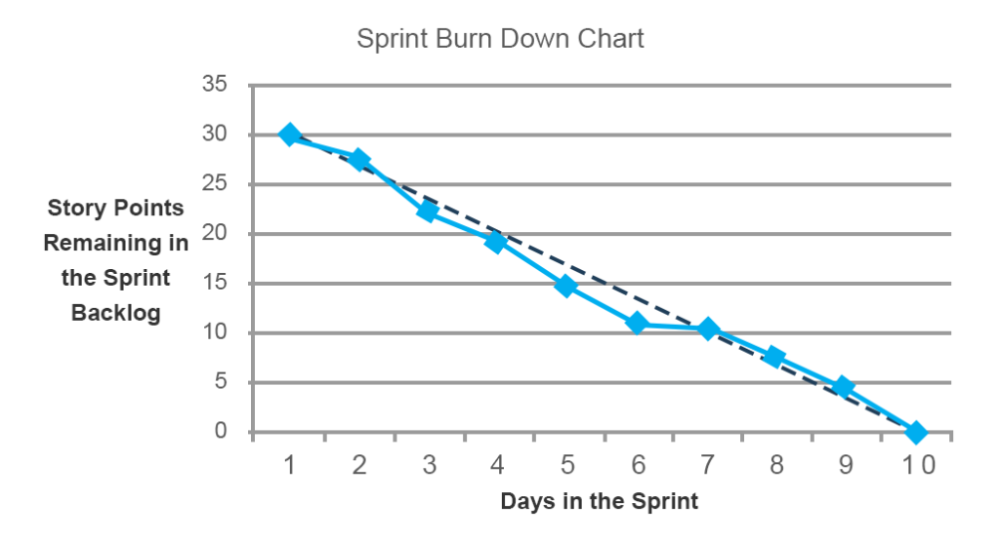 Sprint Burn Down Chart
35
30
25
20
15
10
5
0
Story Points
Remaining in
the Sprint
Backlog
1 2 3 4 5 6 7 8 9 10
Days in the Sprint